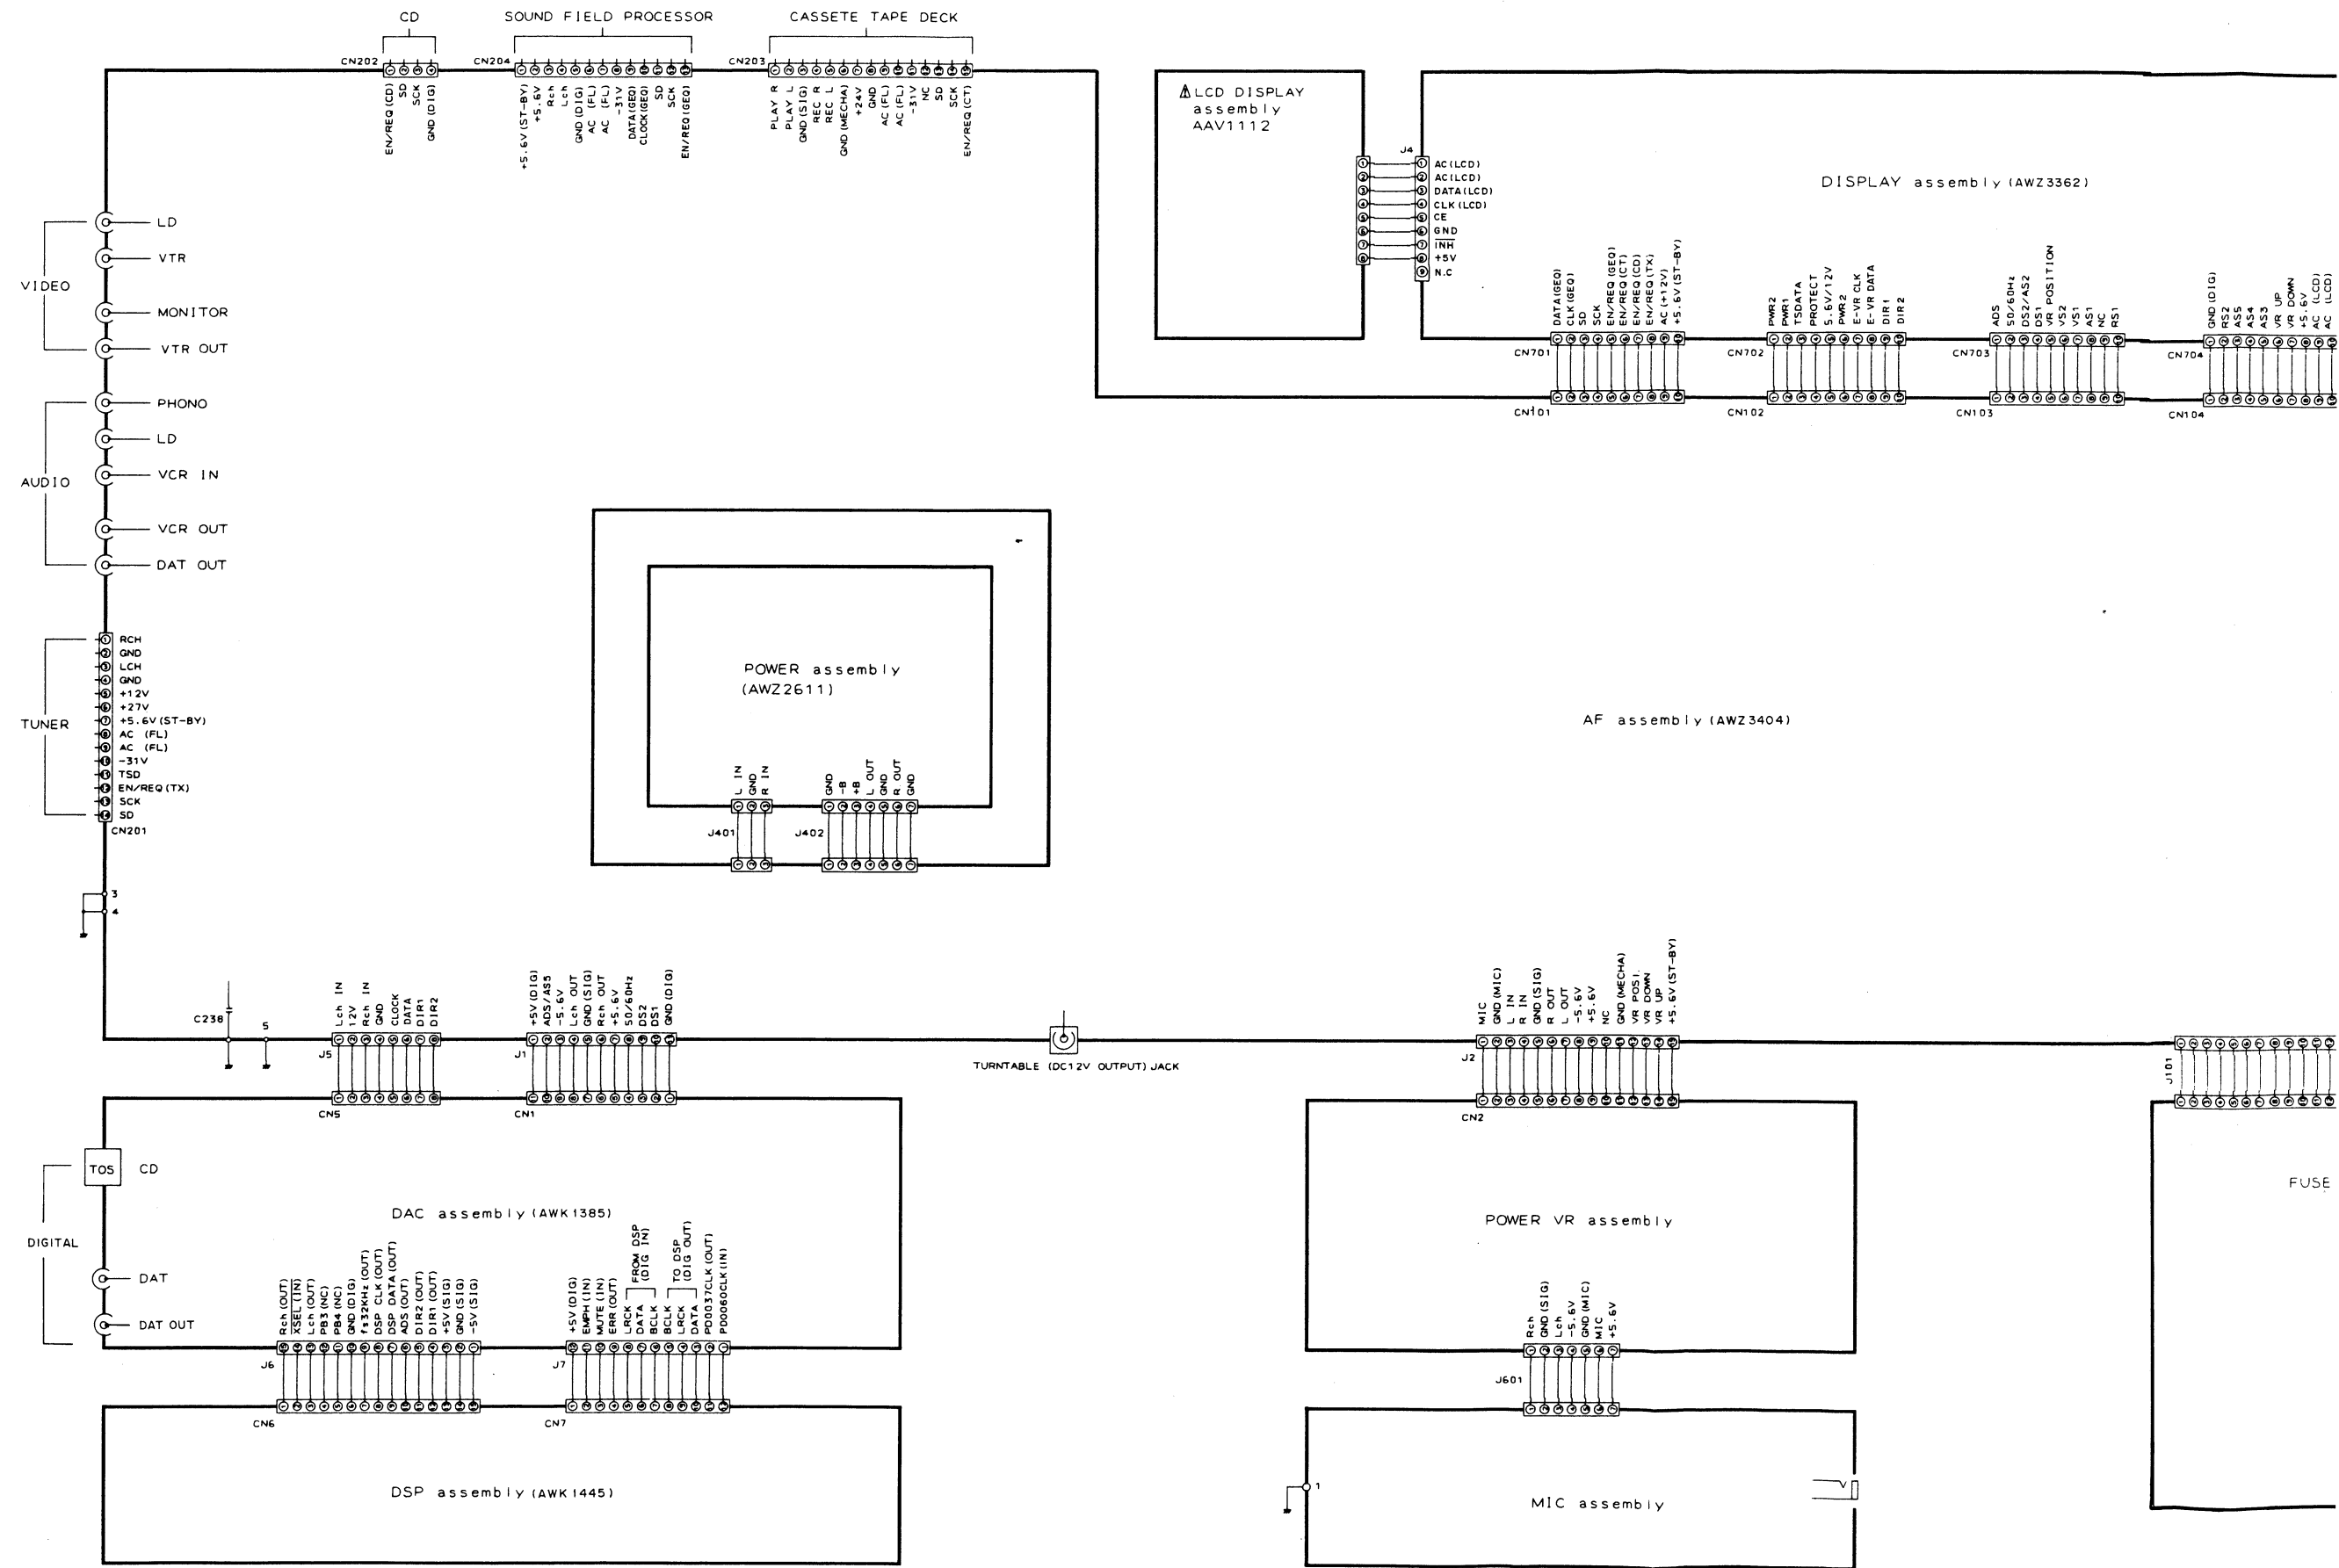 CD
SOUND FIELD PROCESSOR
CASSETE TAPE DECK
CN202
CN204
CN203
EN/REQ (CD)
SD
SCK
GND (DIG)
+5.6V (ST-BY)
+5.6V
Rch
Lch
GND (DIG)
AC (FL)
AC (FL)
-31V
DATA(GEQ)
CLOCK(GEQ)
SD
SCK
EN/REQ(GEQ)
PLAY R
PLAY L
GND (SIG)
REC R
REC L
GND (MECHA)
+24V
GND
AC (FL)
AC (FL)
-31V
NC
SD
SCK
EN/REQ (CT)
LCD DISPLAY
assembly
AAV1112
J4
AC (LCD)
AC(LCD)
DATA(LCD)
CLK (LCD)
CE
GND
INH
+5V
N.C
DISPLAY assembly (AWZ3362)
DATA(GEQ)
CLK (GEQ)
SD
SCK
EN/REQ (GEQ)
EN/REQ (CT)
EN/REQ (CD)
EN/REQ (TX)
AC (+12V)
+5.6V (ST-BY)
PWR2
PWR1
TSDATA
PROTECT
5.6V/12V
PWR2
E-VR CLK
E-VR DATA
DIR1
DIR2
ADS
50/60Hz
DS2/AS2
DS1
VR POSITION
VS2
VS1
AS1
NC
RS1
GND (DIG)
RS2
AS5
AS4
AS3
VR UP
VR DOWN
+5.6V
AC (LCD)
AC (LCD)
CN701
CN702
CN703
CN704
CN101
CN102
CN103
CN104
VIDEO
LD
VTR
MONITOR
VTR OUT
AUDIO
PHONO
LD
VCR IN
VCR OUT
DAT OUT
TUNER
RCH
GND
LCH
GND
+12V
+27V
+5.6V (ST-BY)
AC (FL)
AC (FL)
-31V
TSD
EN/REQ (TX)
SCK
SD
CN201
POWER assembly
(AWZ2611)
L IN
GND
R IN
GND
-B
+B
L OUT
GND
R OUT
GND
J401
J402
AF assembly (AWZ3404)
3
4
C238
5
Lch IN
12V
Rch IN
GND
CLOCK
DATA
DIR1
DIR2
J5
+5V (DIG)
ADS/AS5
-5.6V
Lch OUT
GND (SIG)
Rch OUT
+5.6V
50/60Hz
DS2
DS1
GND (DIG)
J1
TURNTABLE (DC12V OUTPUT) JACK
MIC
GND (MIC)
L IN
R IN
GND (SIG)
R OUT
L OUT
-5.6V
+5.6V
NC
GND (MECHA)
VR POSI.
VR DOWN
VR UP
+5.6V (ST-BY)
J2
J101
CN5
CN1
CN2
DIGITAL
TOS
CD
DAT
DAT OUT
DAC assembly (AWK1385)
Rch (OUT)
XSEL (IN)
Lch (OUT)
PB3 (NC)
PB4 (NC)
GND (DIG)
fs32KHz (OUT)
DSP CLK (OUT)
DSP DATA (OUT)
ADS (OUT)
DIR2 (OUT)
DIR1 (OUT)
+5V (SIG)
GND (SIG)
-5V (SIG)
J6
+5V (DIG)
EMPH (IN)
MUTE (IN)
ERR (OUT)
LRCK
DATA
BCLK
FROM DSP
(DIG IN)
BCLK
LRCK
DATA
TO DSP
(DIG OUT)
PD0037CLK (OUT)
PD0060CLK (IN)
J7
CN6
CN7
DSP assembly (AWK1445)
POWER VR assembly
Rch
GND (SIG)
Lch
-5.6V
GND (MIC)
MIC
+5.6V
J601
1
MIC assembly
FUSE